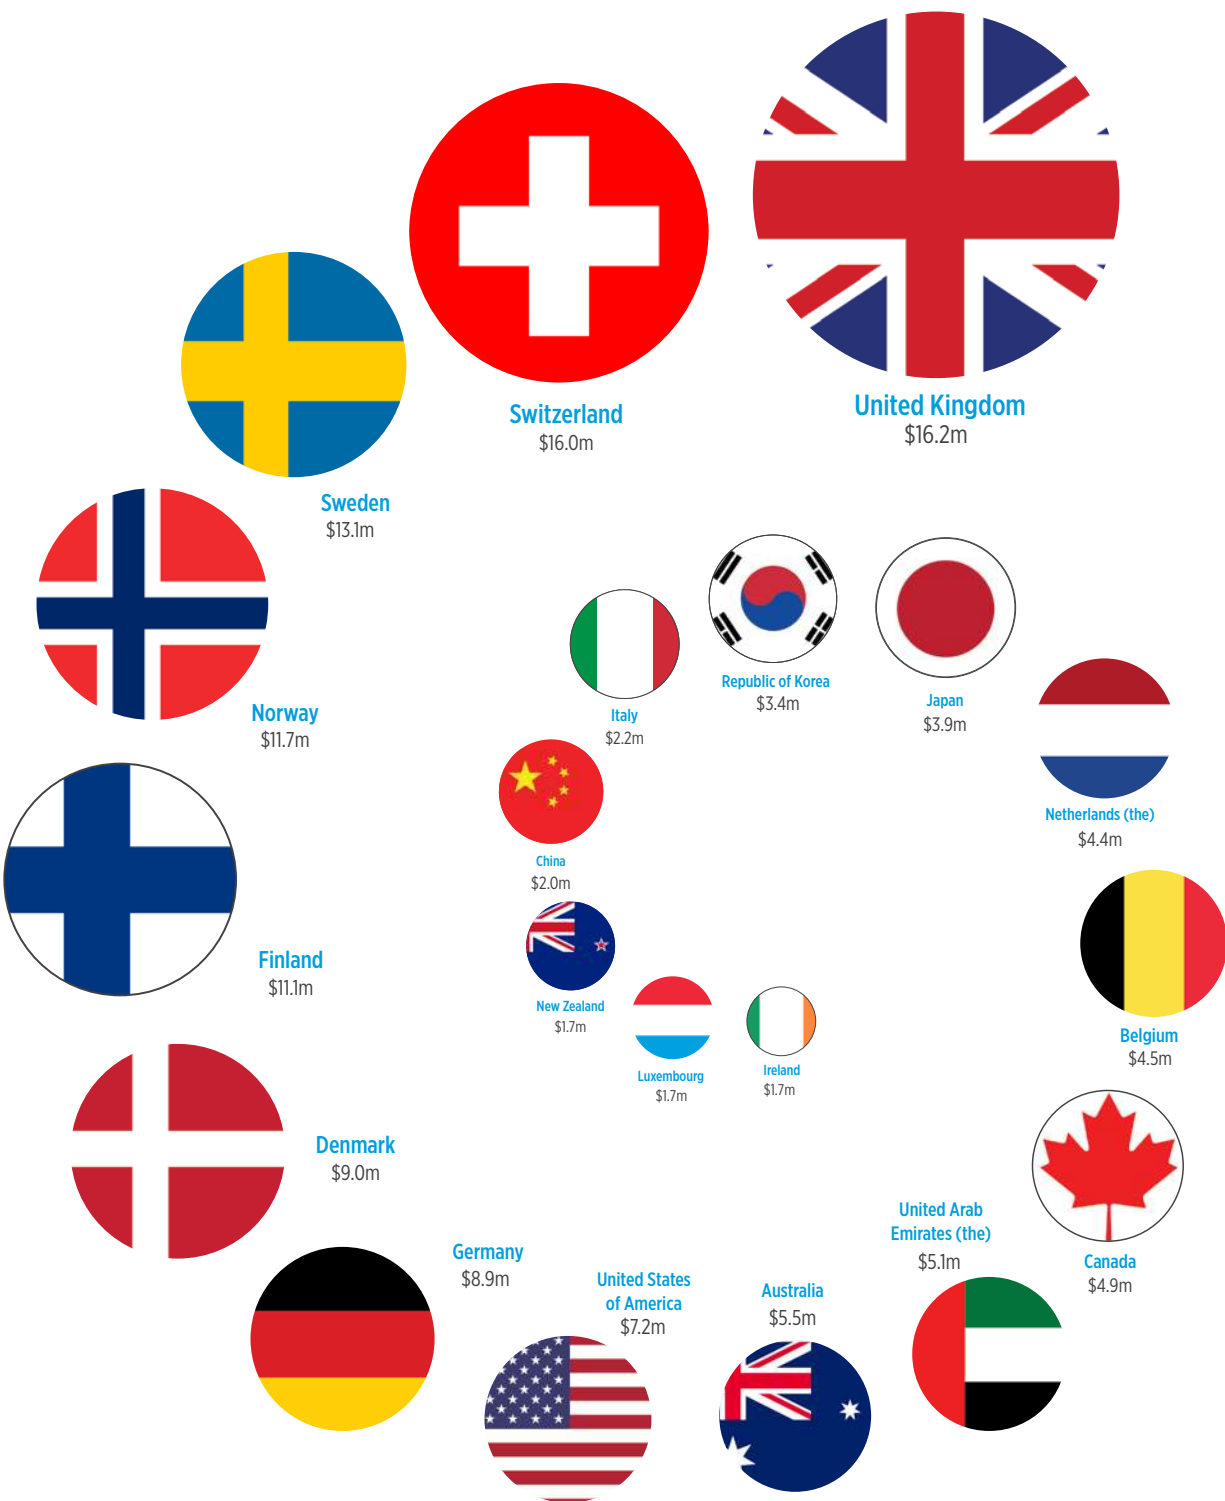 United Kingdom
$16.2m
Switzerland
$16.0m
Sweden
$13.1m
Norway
$11.7m
Finland
$11.1m
Denmark
$9.0m
Germany
$8.9m
United States
of America
$7.2m
Australia
$5.5m
United Arab
Emirates (the)
$5.1m
Canada
$4.9m
Belgium
$4.5m
Netherlands (the)
$4.4m
Japan
$3.9m
Republic of Korea
$3.4m
Italy
$2.2m
China
$2.0m
New Zealand
$1.7m
Luxembourg
$1.7m
Ireland
$1.7m